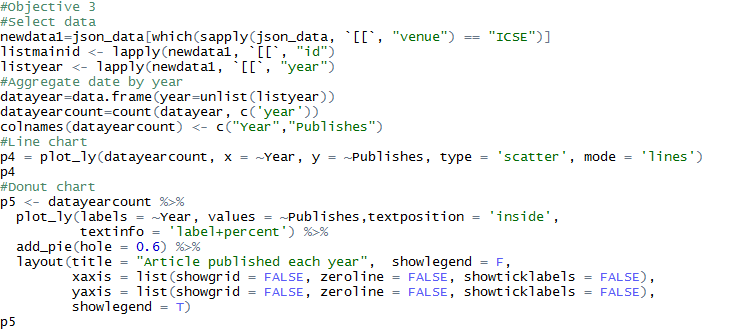 #Objective 3
#Select data
newdata1=json_data[which(sapply(json_data, `[[`, "venue") == "ICSE")]
listmainid <- lapply(newdata1, `[[`, "id")
listyear <- lapply(newdata1, `[[`, "year")
#Aggregate date by year
datayear=data.frame(year=unlist(listyear))
datayearcount=count(datayear, c('year'))
colnames(datayearcount) <- c("Year","Publishes")
#Line chart
p4 = plot_ly(datayearcount, x = ~Year, y = ~Publishes, type = 'scatter', mode = 'lines')
p4
#Donut chart
p5 <- datayearcount %>%
  plot_ly(labels = ~Year, values = ~Publishes,textposition = 'inside',
          textinfo = 'label+percent') %>%
  add_pie(hole = 0.6) %>%
  layout(title = "Article published each year",  showlegend = F,
         xaxis = list(showgrid = FALSE, zeroline = FALSE, showticklabels = FALSE),
         yaxis = list(showgrid = FALSE, zeroline = FALSE, showticklabels = FALSE),
         showlegend = T)
p5